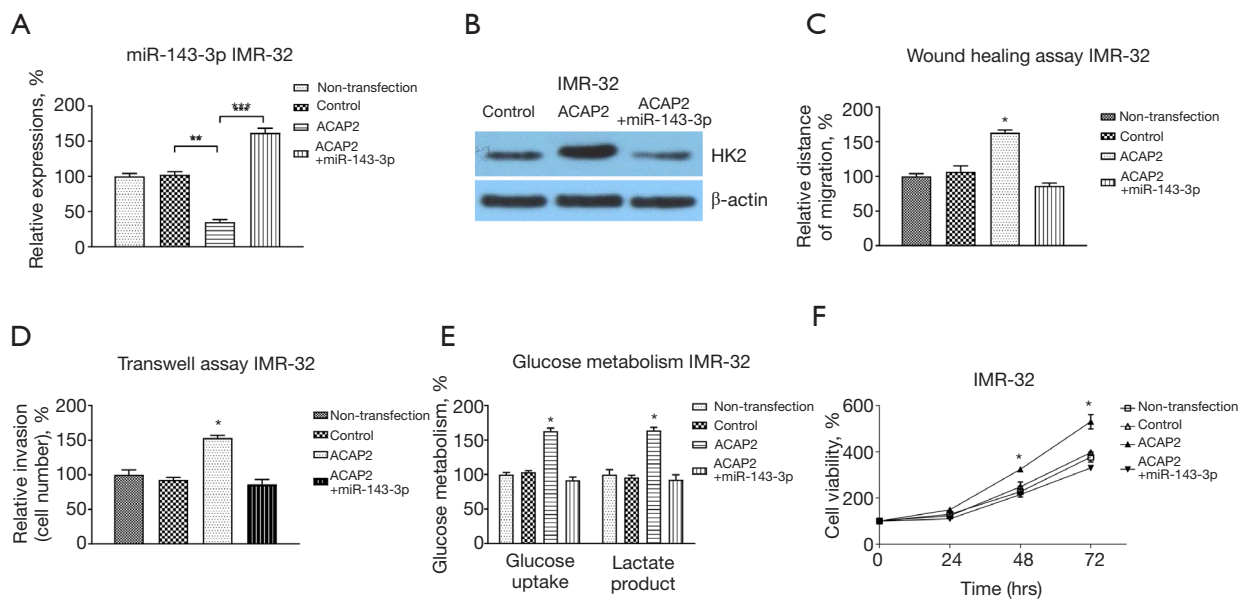 A
miR-143-3p IMR-32
Relative expressions, %
200
150
100
50
0
**
***
Non-transfection
Control
ACAP2
ACAP2
+miR-143-3p
B
IMR-32
Control
ACAP2
ACAP2
+miR-143-3p
HK2
β-actin
C
Wound healing assay IMR-32
Relative distance
of migration, %
200
150
100
50
0
*
Non-transfection
Control
ACAP2
ACAP2
+miR-143-3p
D
Transwell assay IMR-32
Relative invasion
(cell number), %
200
150
100
50
0
*
Non-transfection
Control
ACAP2
ACAP2
+miR-143-3p
E
Glucose metabolism IMR-32
Glucose metabolism, %
200
150
100
50
0
*
*
Glucose
uptake
Lactate
product
Non-transfection
Control
ACAP2
ACAP2
+miR-143-3p
F
IMR-32
Cell viability, %
600
400
200
0
*
*
0
24
48
72
Time (hrs)
Non-transfection
Control
ACAP2
ACAP2
+miR-143-3p